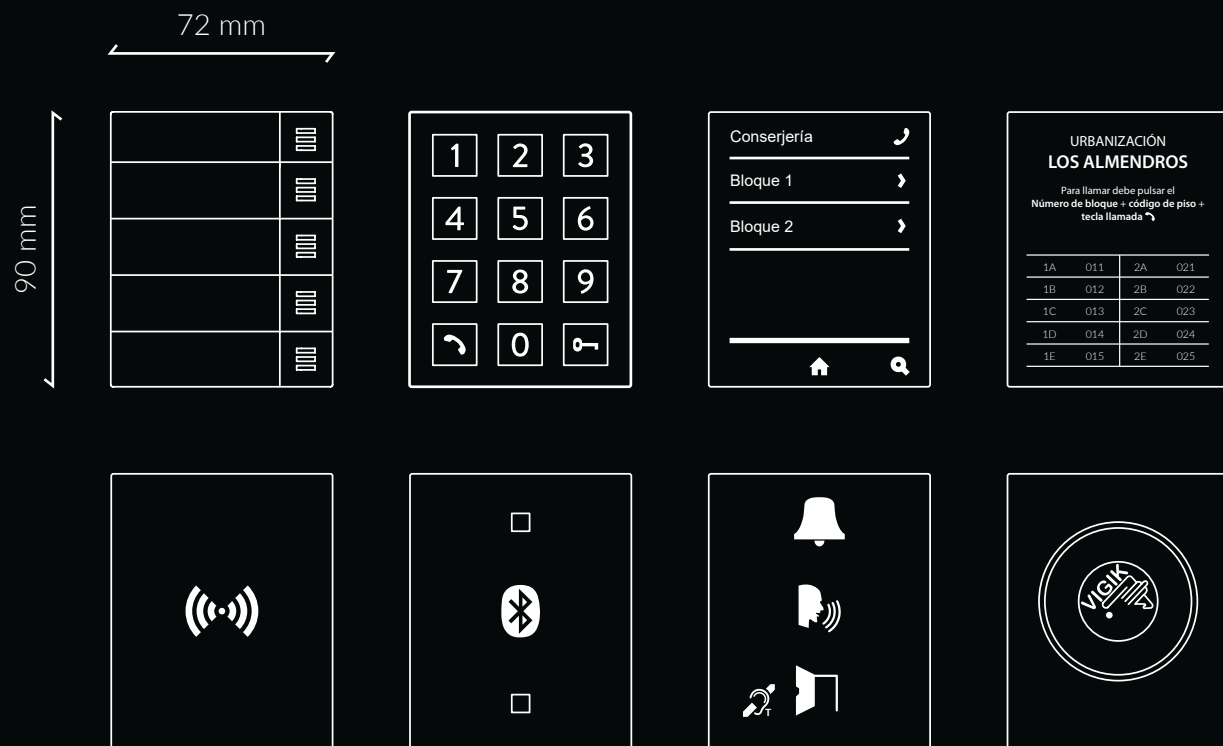 72 mm
90 mm
1 2 3
4 5 6
7 8 9
0
Conserjería
Bloque 1
Bloque 2
URBANIZACIÓN
LOS ALMENDROS
Para llamar debe pulsar el
Número de bloque + código de piso +
tecla llamada
1A 011 2A 021
1B 012 2B 022
1C 013 2C 023
1D 014 2D 024
1E 015 2E 025
T
VIGIK